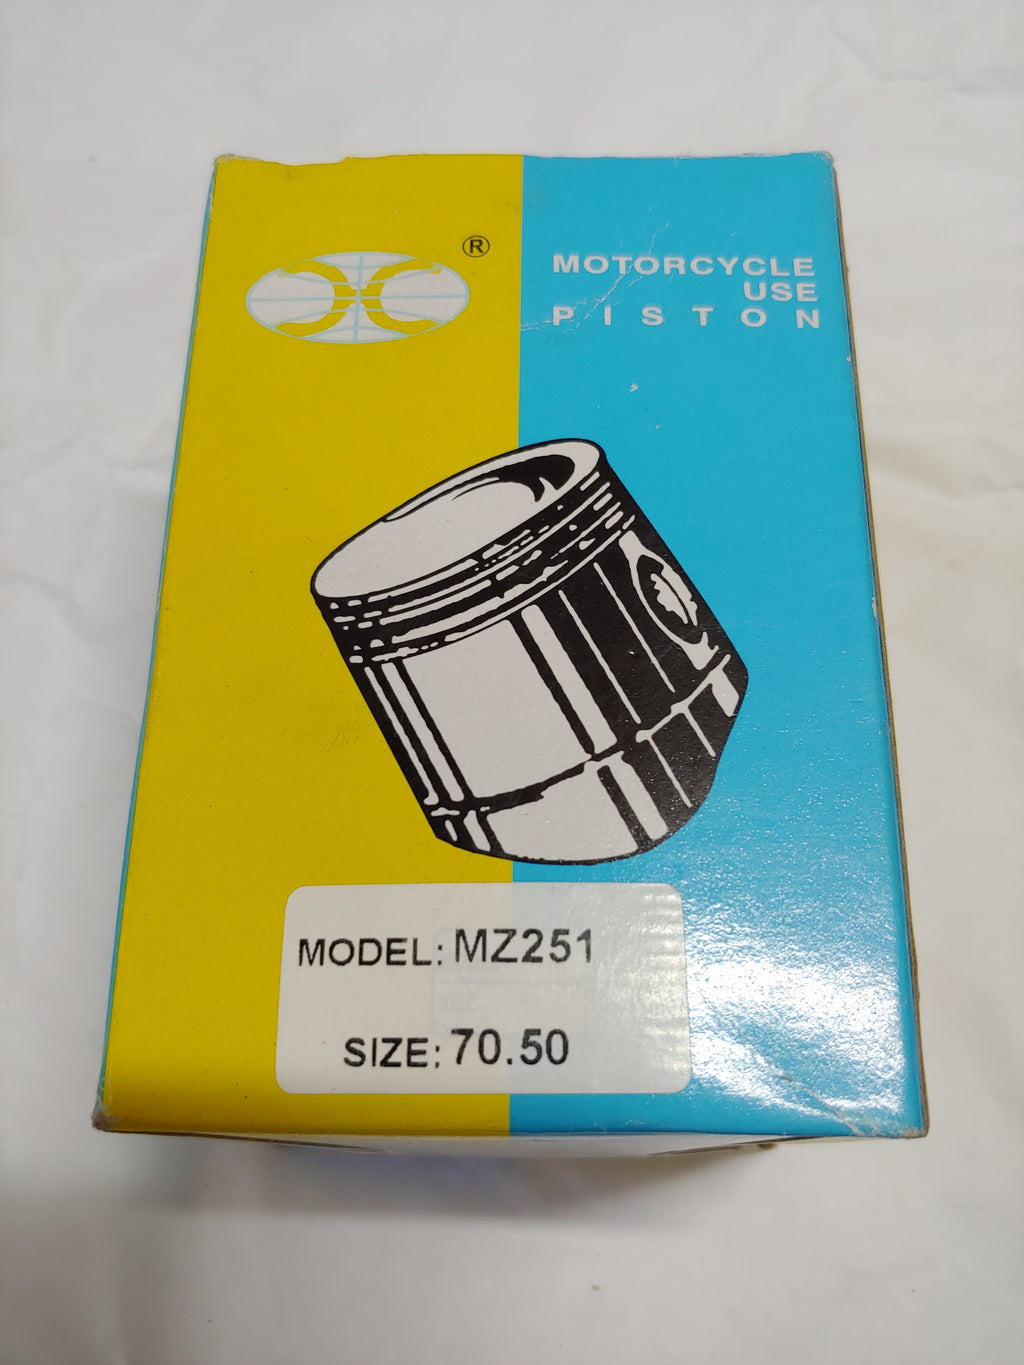 ®
MOTORCYCLE
USE
PISTON
MODEL: MZ251
SIZE: 70.50